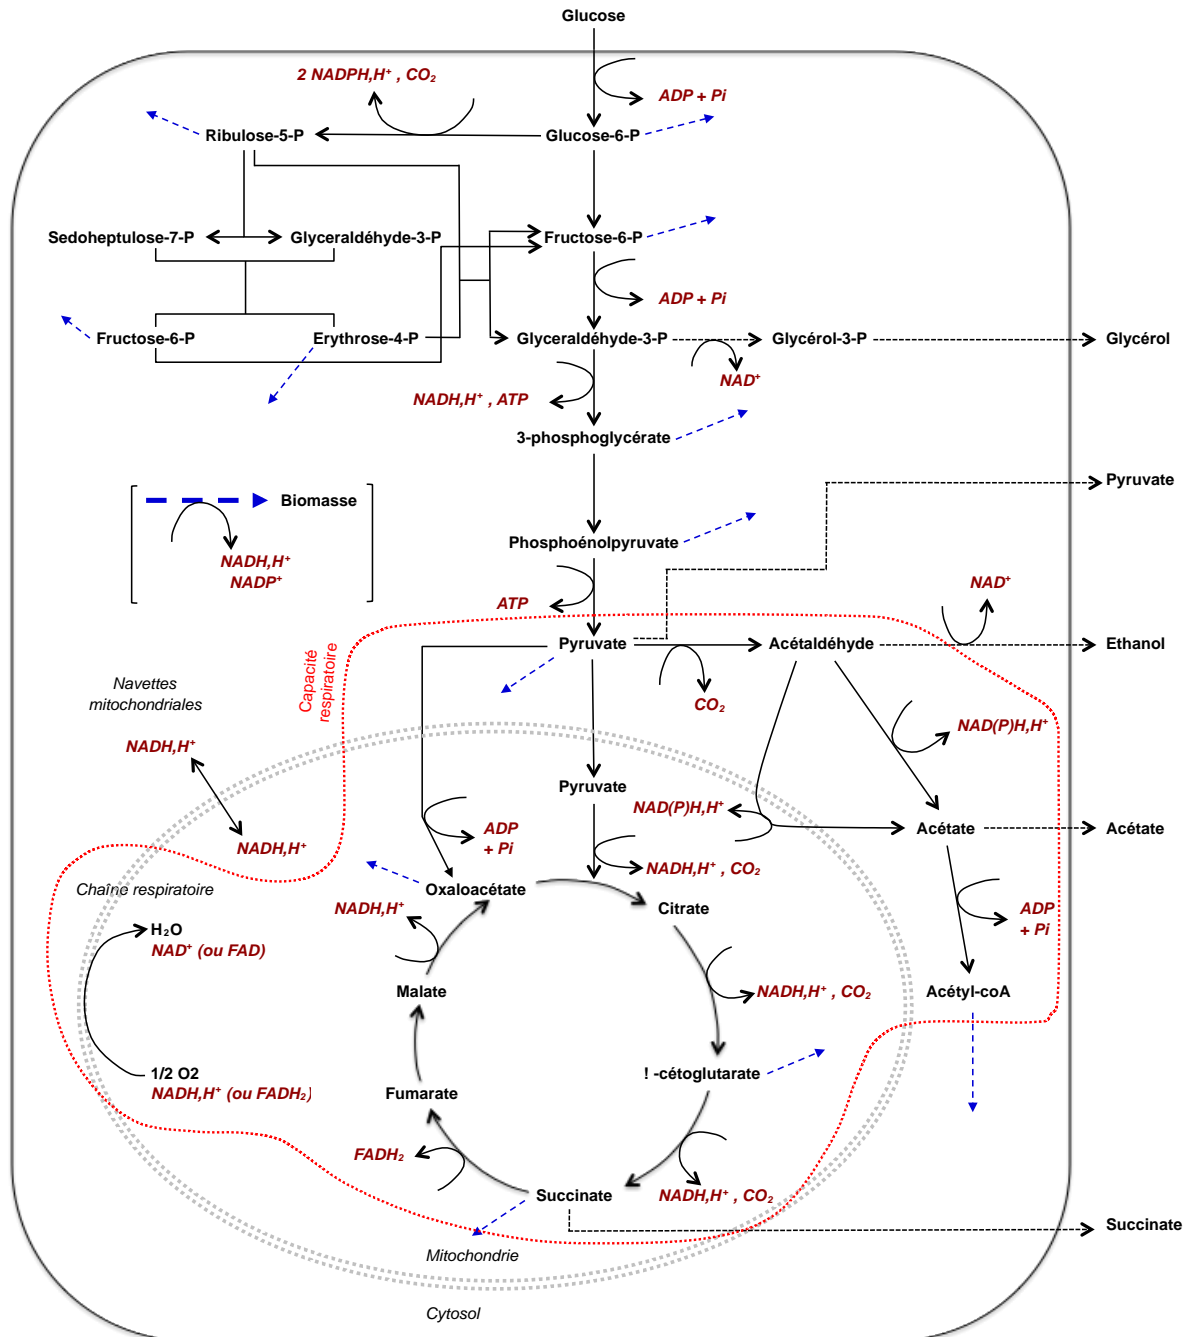 Glucose
2 NADPH,H⁺ , CO₂
ADP + Pi
Ribulose-5-P
Glucose-6-P
Sedoheptulose-7-P
Glyceraldéhyde-3-P
Fructose-6-P
ADP + Pi
Fructose-6-P
Erythrose-4-P
Glyceraldéhyde-3-P
Glycérol-3-P
Glycérol
NAD⁺
NADH,H⁺ , ATP
3-phosphoglycérate
Pyruvate
Biomasse
NADH,H⁺
NADP⁺
Phosphoénolpyruvate
ATP
NAD⁺
Pyruvate
Acétaldéhyde
Ethanol
Capacité
respiratoire
Navettes
mitochondriales
CO₂
NADH,H⁺
NAD(P)H,H⁺
Pyruvate
NAD(P)H,H⁺
ADP
+ Pi
Acétate
Acétate
NADH,H⁺
NADH,H⁺ , CO₂
Chaîne respiratoire
Oxaloacétate
Citrate
NADH,H⁺
ADP
+ Pi
H₂O
NAD⁺ (ou FAD)
Malate
NADH,H⁺ , CO₂
Acétyl-coA
1/2 O2
NADH,H⁺ (ou FADH₂)
! -cétoglutarate
Fumarate
FADH₂
Succinate
NADH,H⁺ , CO₂
Succinate
Mitochondrie
Cytosol